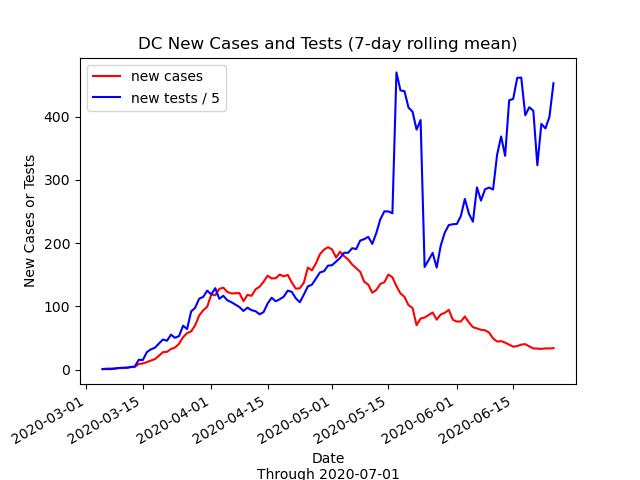 DC New Cases and Tests (7-day rolling mean)
new cases
new tests / 5
New Cases or Tests
400
300
200
100
0
2020-03-01
2020-03-15
2020-04-01
2020-04-15
2020-05-01
2020-05-15
2020-06-01
2020-06-15
Date
Through 2020-07-01